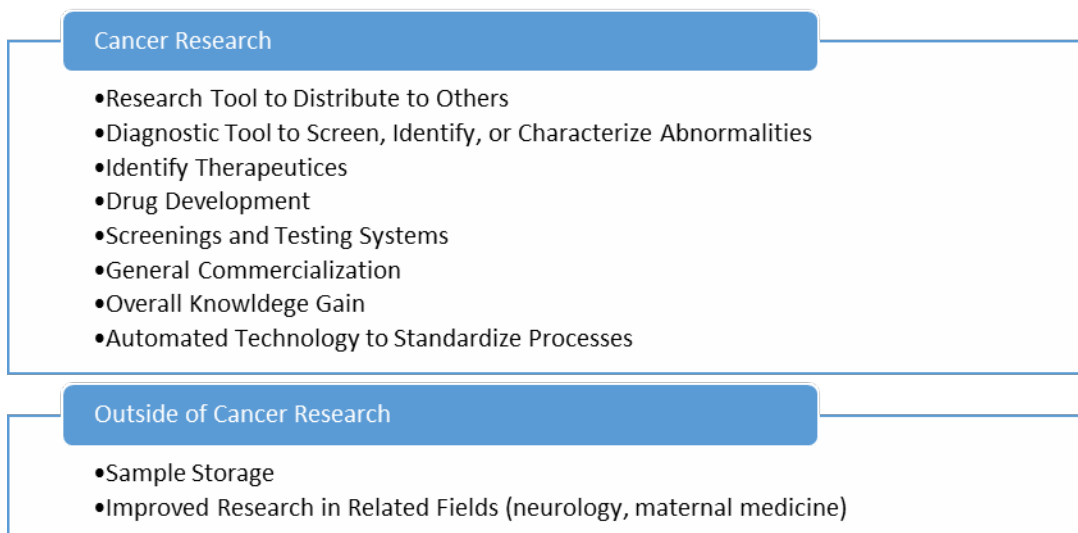 Cancer Research
•Research Tool to Distribute to Others
•Diagnostic Tool to Screen, Identify, or Characterize Abnormalities
•Identify Therapeutices
•Drug Development
•Screenings and Testing Systems
•General Commercialization
•Overall Knowldege Gain
•Automated Technology to Standardize Processes
Outside of Cancer Research
•Sample Storage
•Improved Research in Related Fields (neurology, maternal medicine)